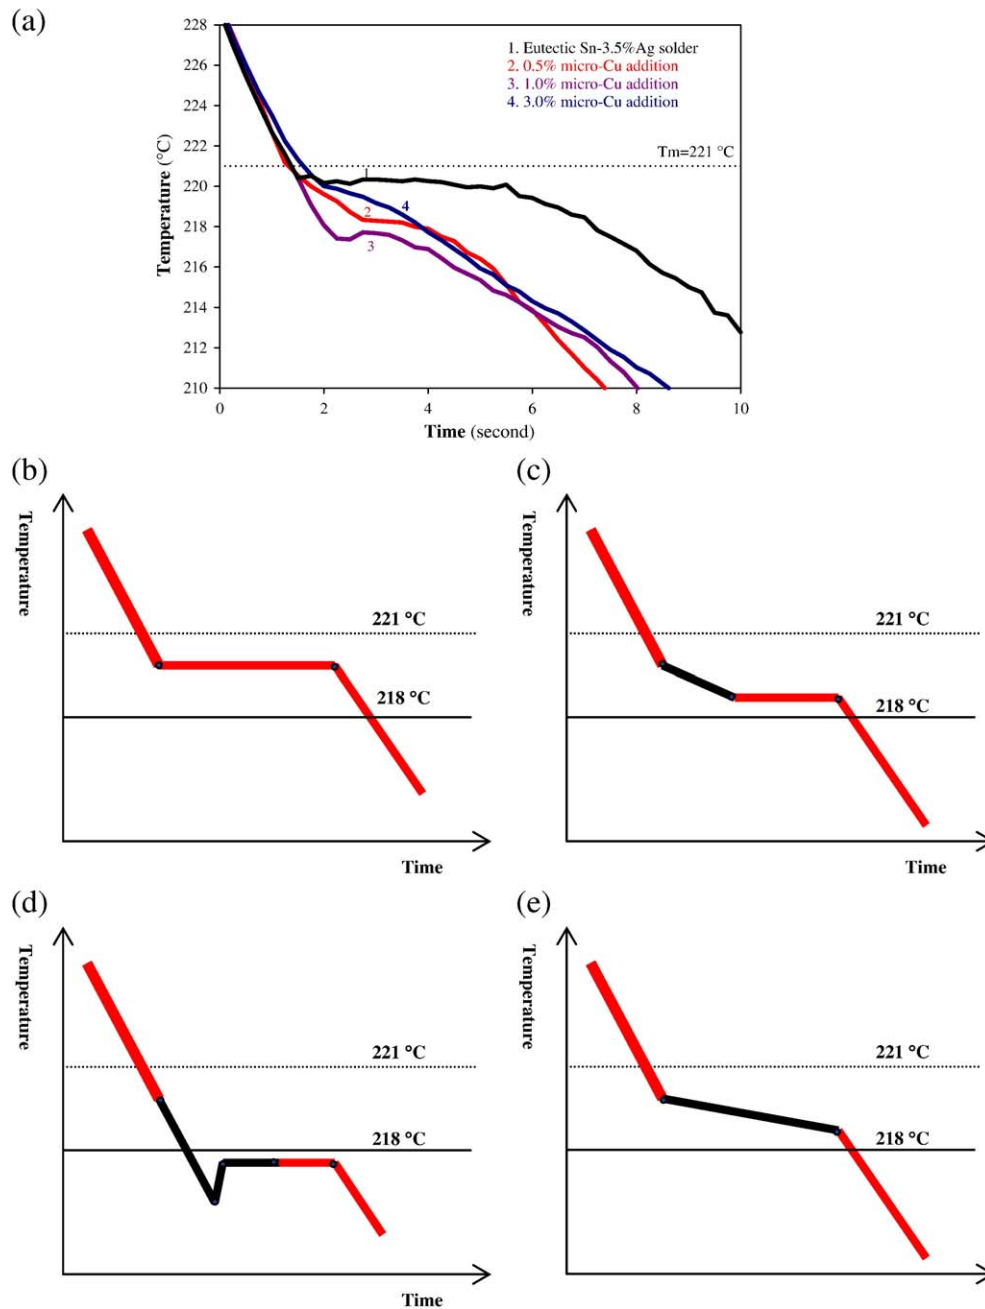 (a)
228
226
224
222
220
218
216
214
212
210
Temperature (°C)
1. Eutectic Sn-3.5%Ag solder
2. 0.5% micro-Cu addition
3. 1.0% micro-Cu addition
4. 3.0% micro-Cu addition
Tm=221 °C
1
2
4
3
0 2 4 6 8 10
Time (second)
(b)
Temperature
221 °C
218 °C
Time
(c)
Temperature
221 °C
218 °C
Time
(d)
Temperature
221 °C
218 °C
Time
(e)
Temperature
221 °C
218 °C